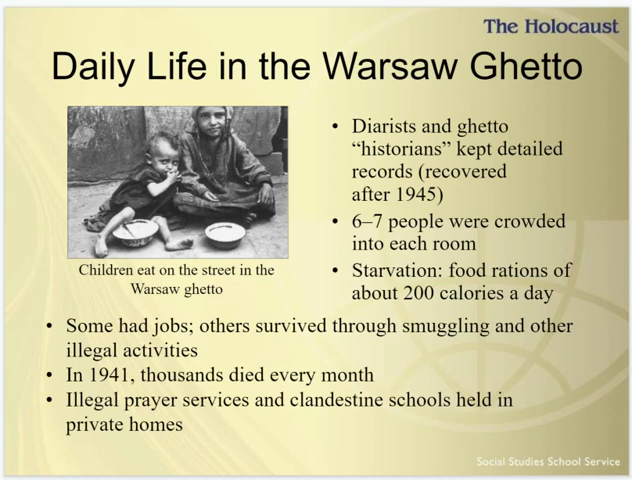 The Holocaust
Daily Life in the Warsaw Ghetto
Children eat on the street in the
Warsaw ghetto
• Diarists and ghetto
“historians” kept detailed
records (recovered
after 1945)
• 6–7 people were crowded
into each room
• Starvation: food rations of
about 200 calories a day
• Some had jobs; others survived through smuggling and other
illegal activities
• In 1941, thousands died every month
• Illegal prayer services and clandestine schools held in
private homes
Social Studies School Service